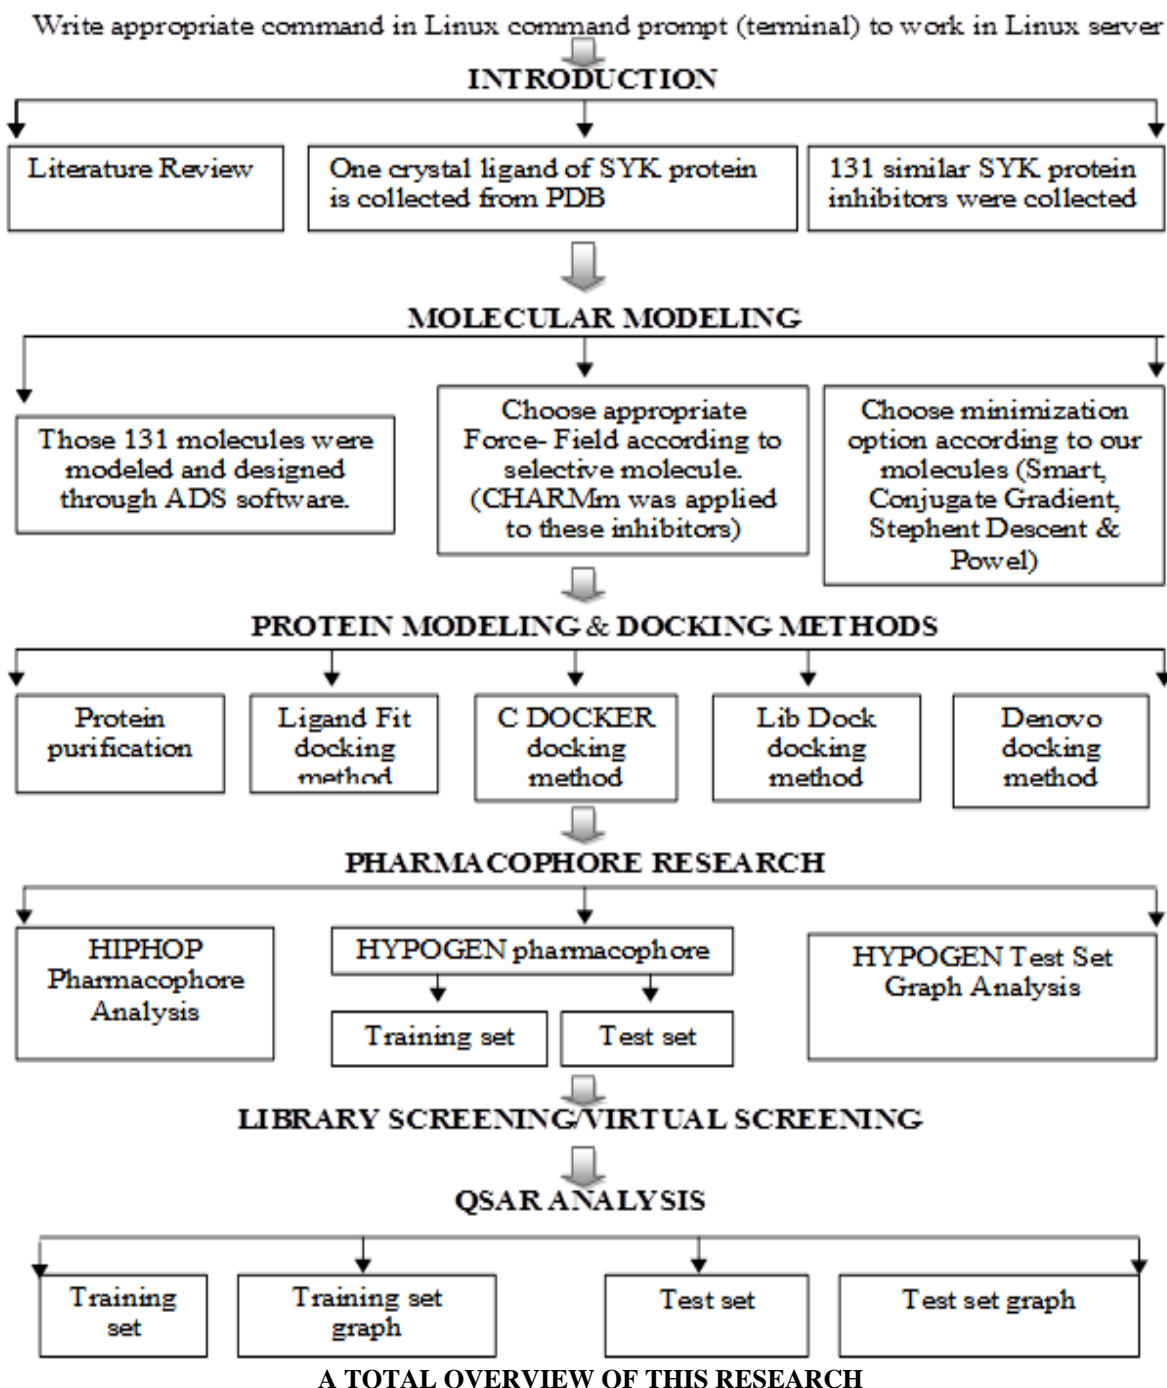 Write appropriate command in Linux command prompt (terminal) to work in Linux server
INTRODUCTION
Literature Review
One crystal ligand of SYK protein
is collected from PDB
131 similar SYK protein
inhibitors were collected
MOLECULAR MODELING
Those 131 molecules were
modeled and designed
through ADS software.
Choose appropriate
Force- Field according to
selective molecule.
(CHARMm was applied
to these inhibitors)
Choose minimization
option according to our
molecules (Smart,
Conjugate Gradient,
Stephent Descent &
Powel)
PROTEIN MODELING & DOCKING METHODS
Protein
purification
Ligand Fit
docking
method
C DOCKER
docking
method
Lib Dock
docking
method
Denovo
docking
method
PHARMACOPHORE RESEARCH
HIPHOP
Pharmacophore
Analysis
HYPOGEN pharmacophore
Training set
Test set
HYPOGEN Test Set
Graph Analysis
LIBRARY SCREENING/VIRTUAL SCREENING
QSAR ANALYSIS
Training
set
Training set
graph
Test set
Test set graph
A TOTAL OVERVIEW OF THIS RESEARCH